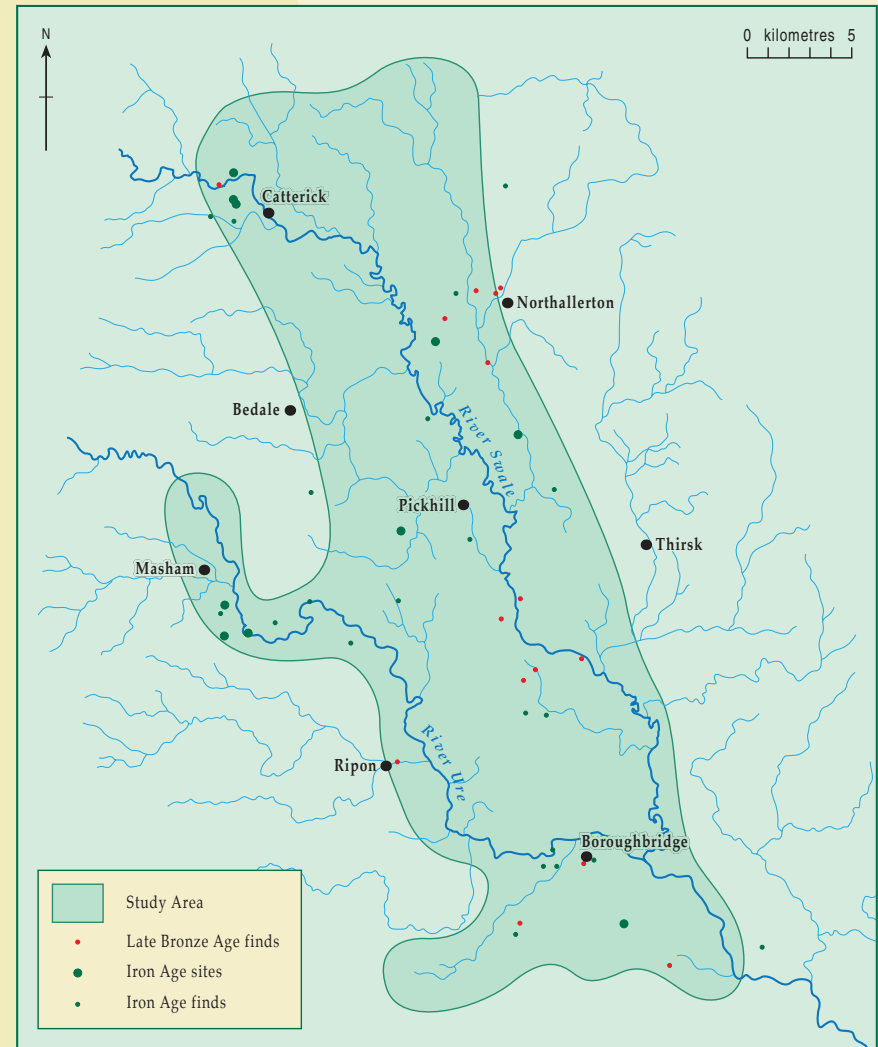 N
0 kilometres 5
Catterick
Northallerton
Bedale
River Swale
Pickhill
Thirsk
Masham
River Ure
Ripon
Boroughbridge
Study Area
Late Bronze Age finds
Iron Age sites
Iron Age finds